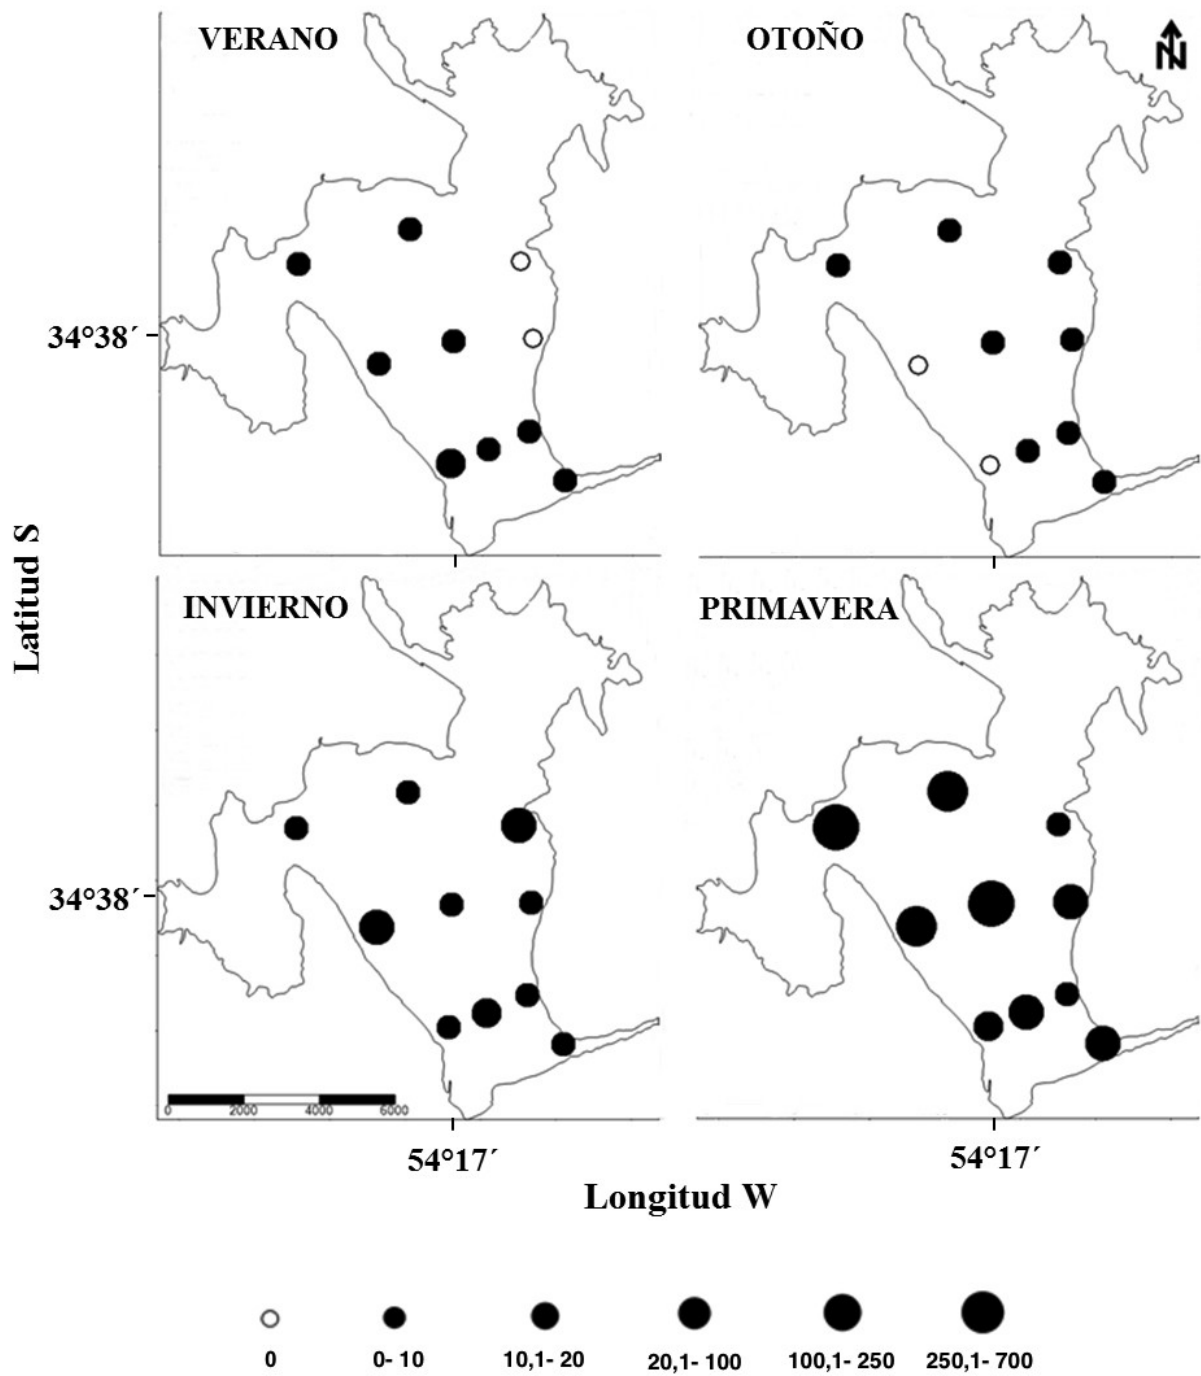 VERANO
OTOÑO
N
34°38´
Latitud S
INVIERNO
PRIMAVERA
34°38´
0 2000 4000 6000
54°17´
54°17´
Longitud W
0
0- 10
10,1- 20
20,1- 100
100,1- 250
250,1- 700